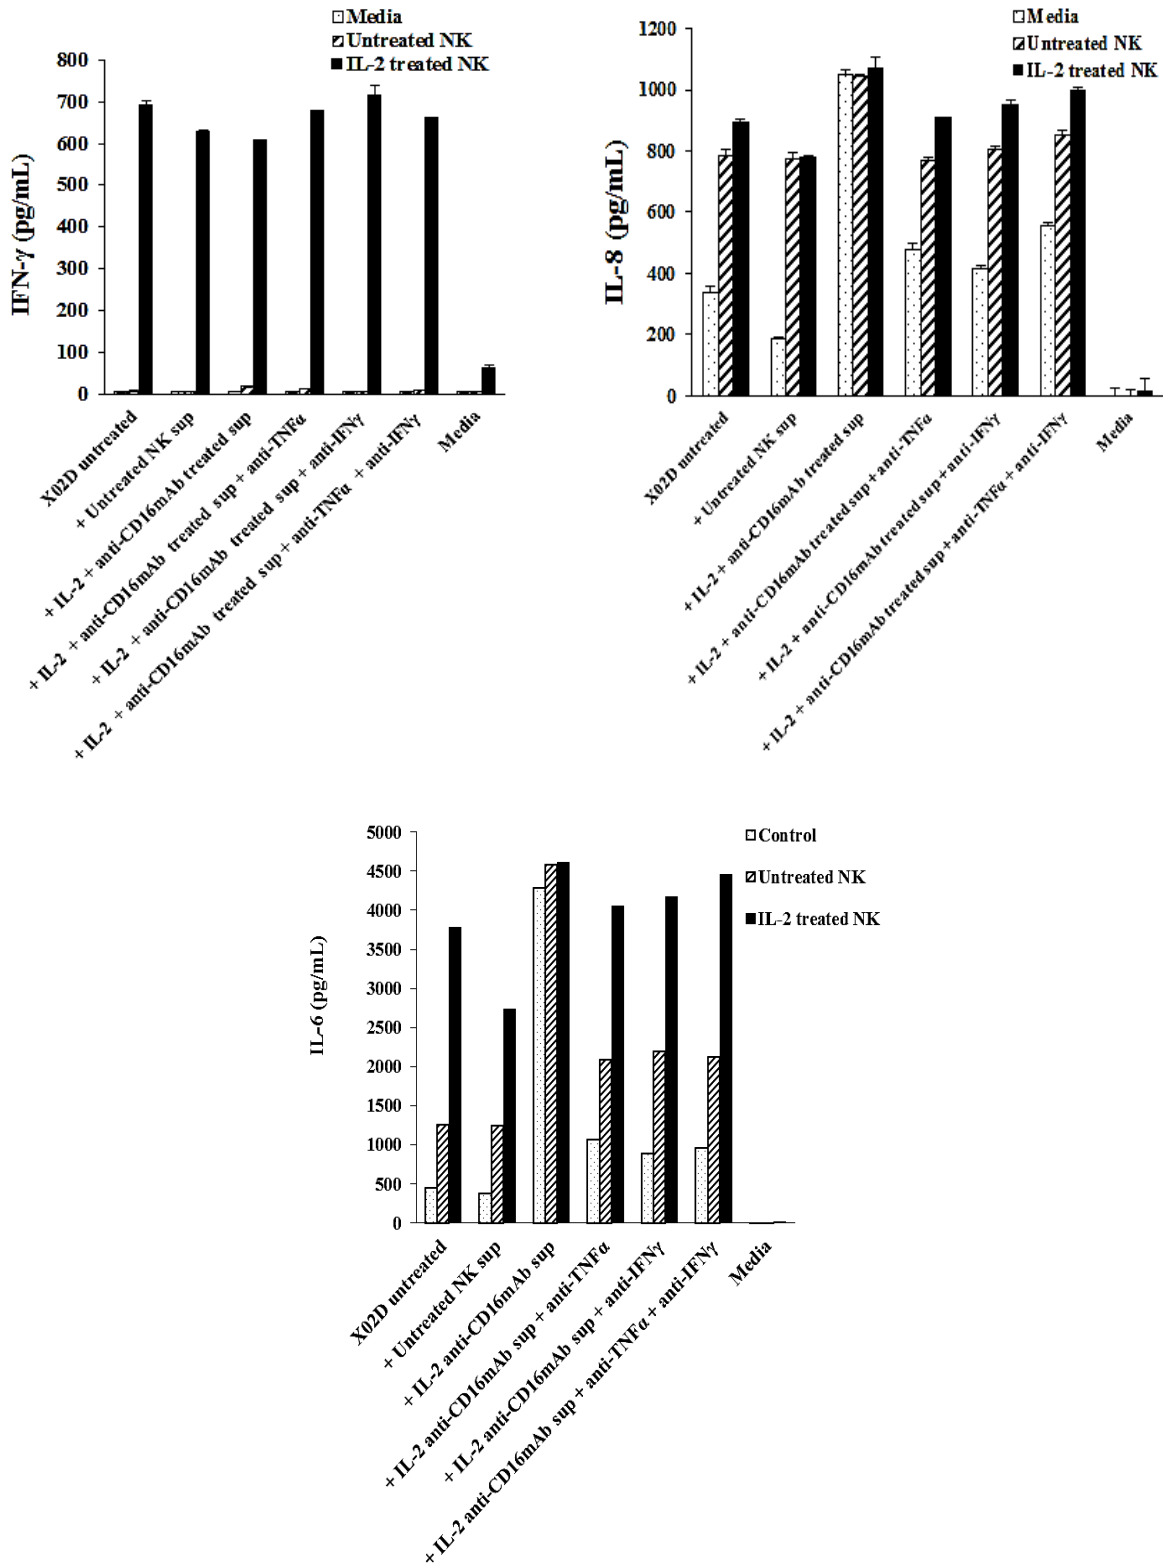 Media
Untreated NK
IL-2 treated NK
800
700
600
500
400
300
200
100
0
IFN-γ (pg/mL)
X02D untreated
+ Untreated NK sup
+ IL-2 + anti-CD16mAb treated sup
+ IL-2 + anti-CD16mAb treated sup + anti-TNFα
+ IL-2 + anti-CD16mAb treated sup + anti-IFNγ
+ IL-2 + anti-CD16mAb treated sup + anti-TNFα + anti-IFNγ
Media
Media
Untreated NK
IL-2 treated NK
1200
1000
800
600
400
200
0
IL-8 (pg/mL)
X02D untreated
+ Untreated NK sup
+ IL-2 + anti-CD16mAb treated sup
+ IL-2 + anti-CD16mAb treated sup + anti-TNFα
+ IL-2 + anti-CD16mAb treated sup + anti-IFNγ
+ IL-2 + anti-CD16mAb treated sup + anti-TNFα + anti-IFNγ
Media
Control
Untreated NK
IL-2 treated NK
5000
4500
4000
3500
3000
2500
2000
1500
1000
500
0
IL-6 (pg/mL)
X02D untreated
+ Untreated NK sup
+ IL-2 anti-CD16mAb sup
+ IL-2 anti-CD16mAb sup + anti-TNFα
+ IL-2 anti-CD16mAb sup + anti-IFNγ
+ IL-2 anti-CD16mAb sup + anti-TNFα + anti-IFNγ
Media